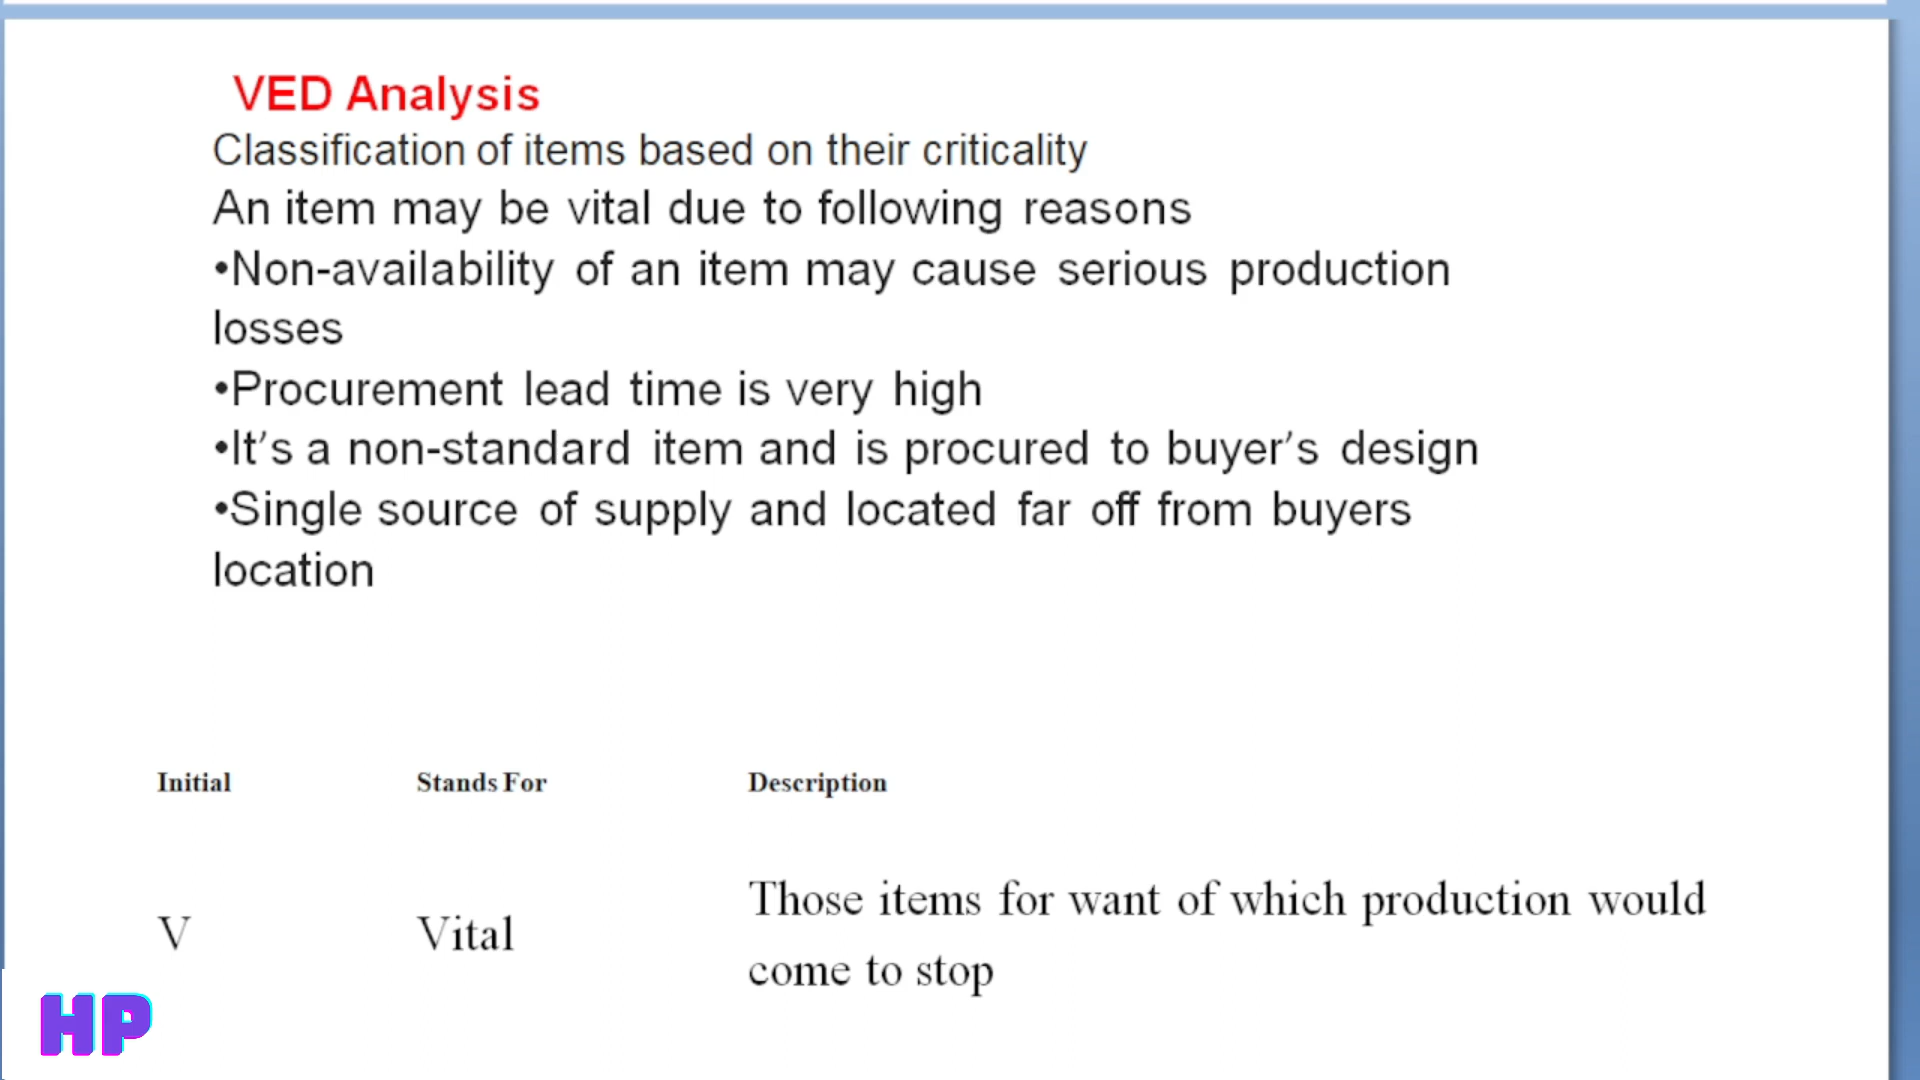 VED Analysis
Classification of items based on their criticality
An item may be vital due to following reasons
•Non-availability of an item may cause serious production
losses
•Procurement lead time is very high
•It’s a non-standard item and is procured to buyer’s design
•Single source of supply and located far off from buyers
location
Initial Stands For Description
V Vital Those items for want of which production would
come to stop
HP